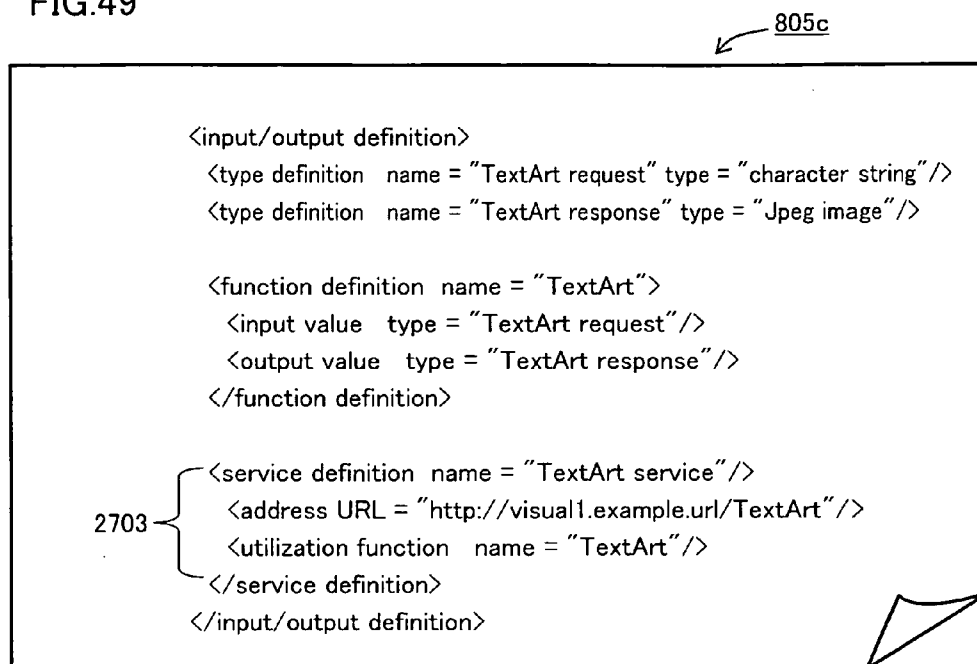 FIG.49
805c
<input/output definition>
<type definition name = "TextArt request" type = "character string"/>
<type definition name = "TextArt response" type = "Jpeg image"/>
<function definition name = "TextArt">
<input value type = "TextArt request"/>
<output value type = "TextArt response"/>
</function definition>
2703
<service definition name = "TextArt service"/>
<address URL = "http://visual1.example.url/TextArt"/>
<utilization function name = "TextArt"/>
</service definition>
</input/output definition>